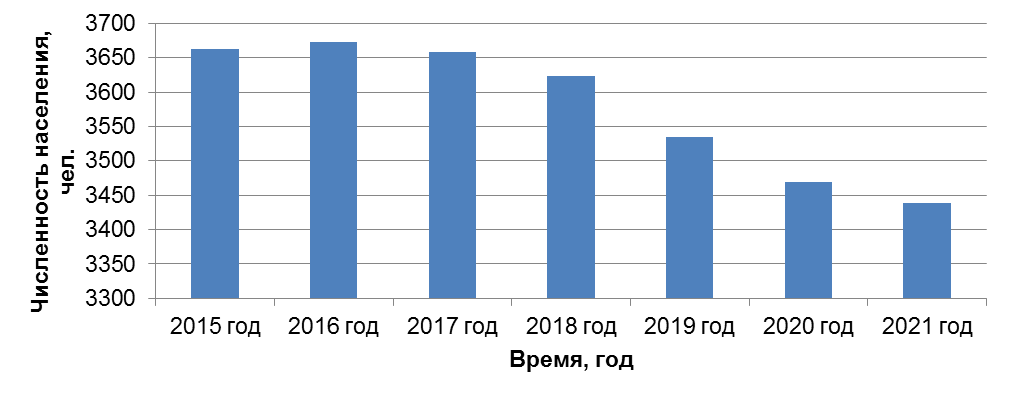 Численность населения,
чел.
3700
3650
3600
3550
3500
3450
3400
3350
3300
2015 год 2016 год 2017 год 2018 год 2019 год 2020 год 2021 год
Время, год